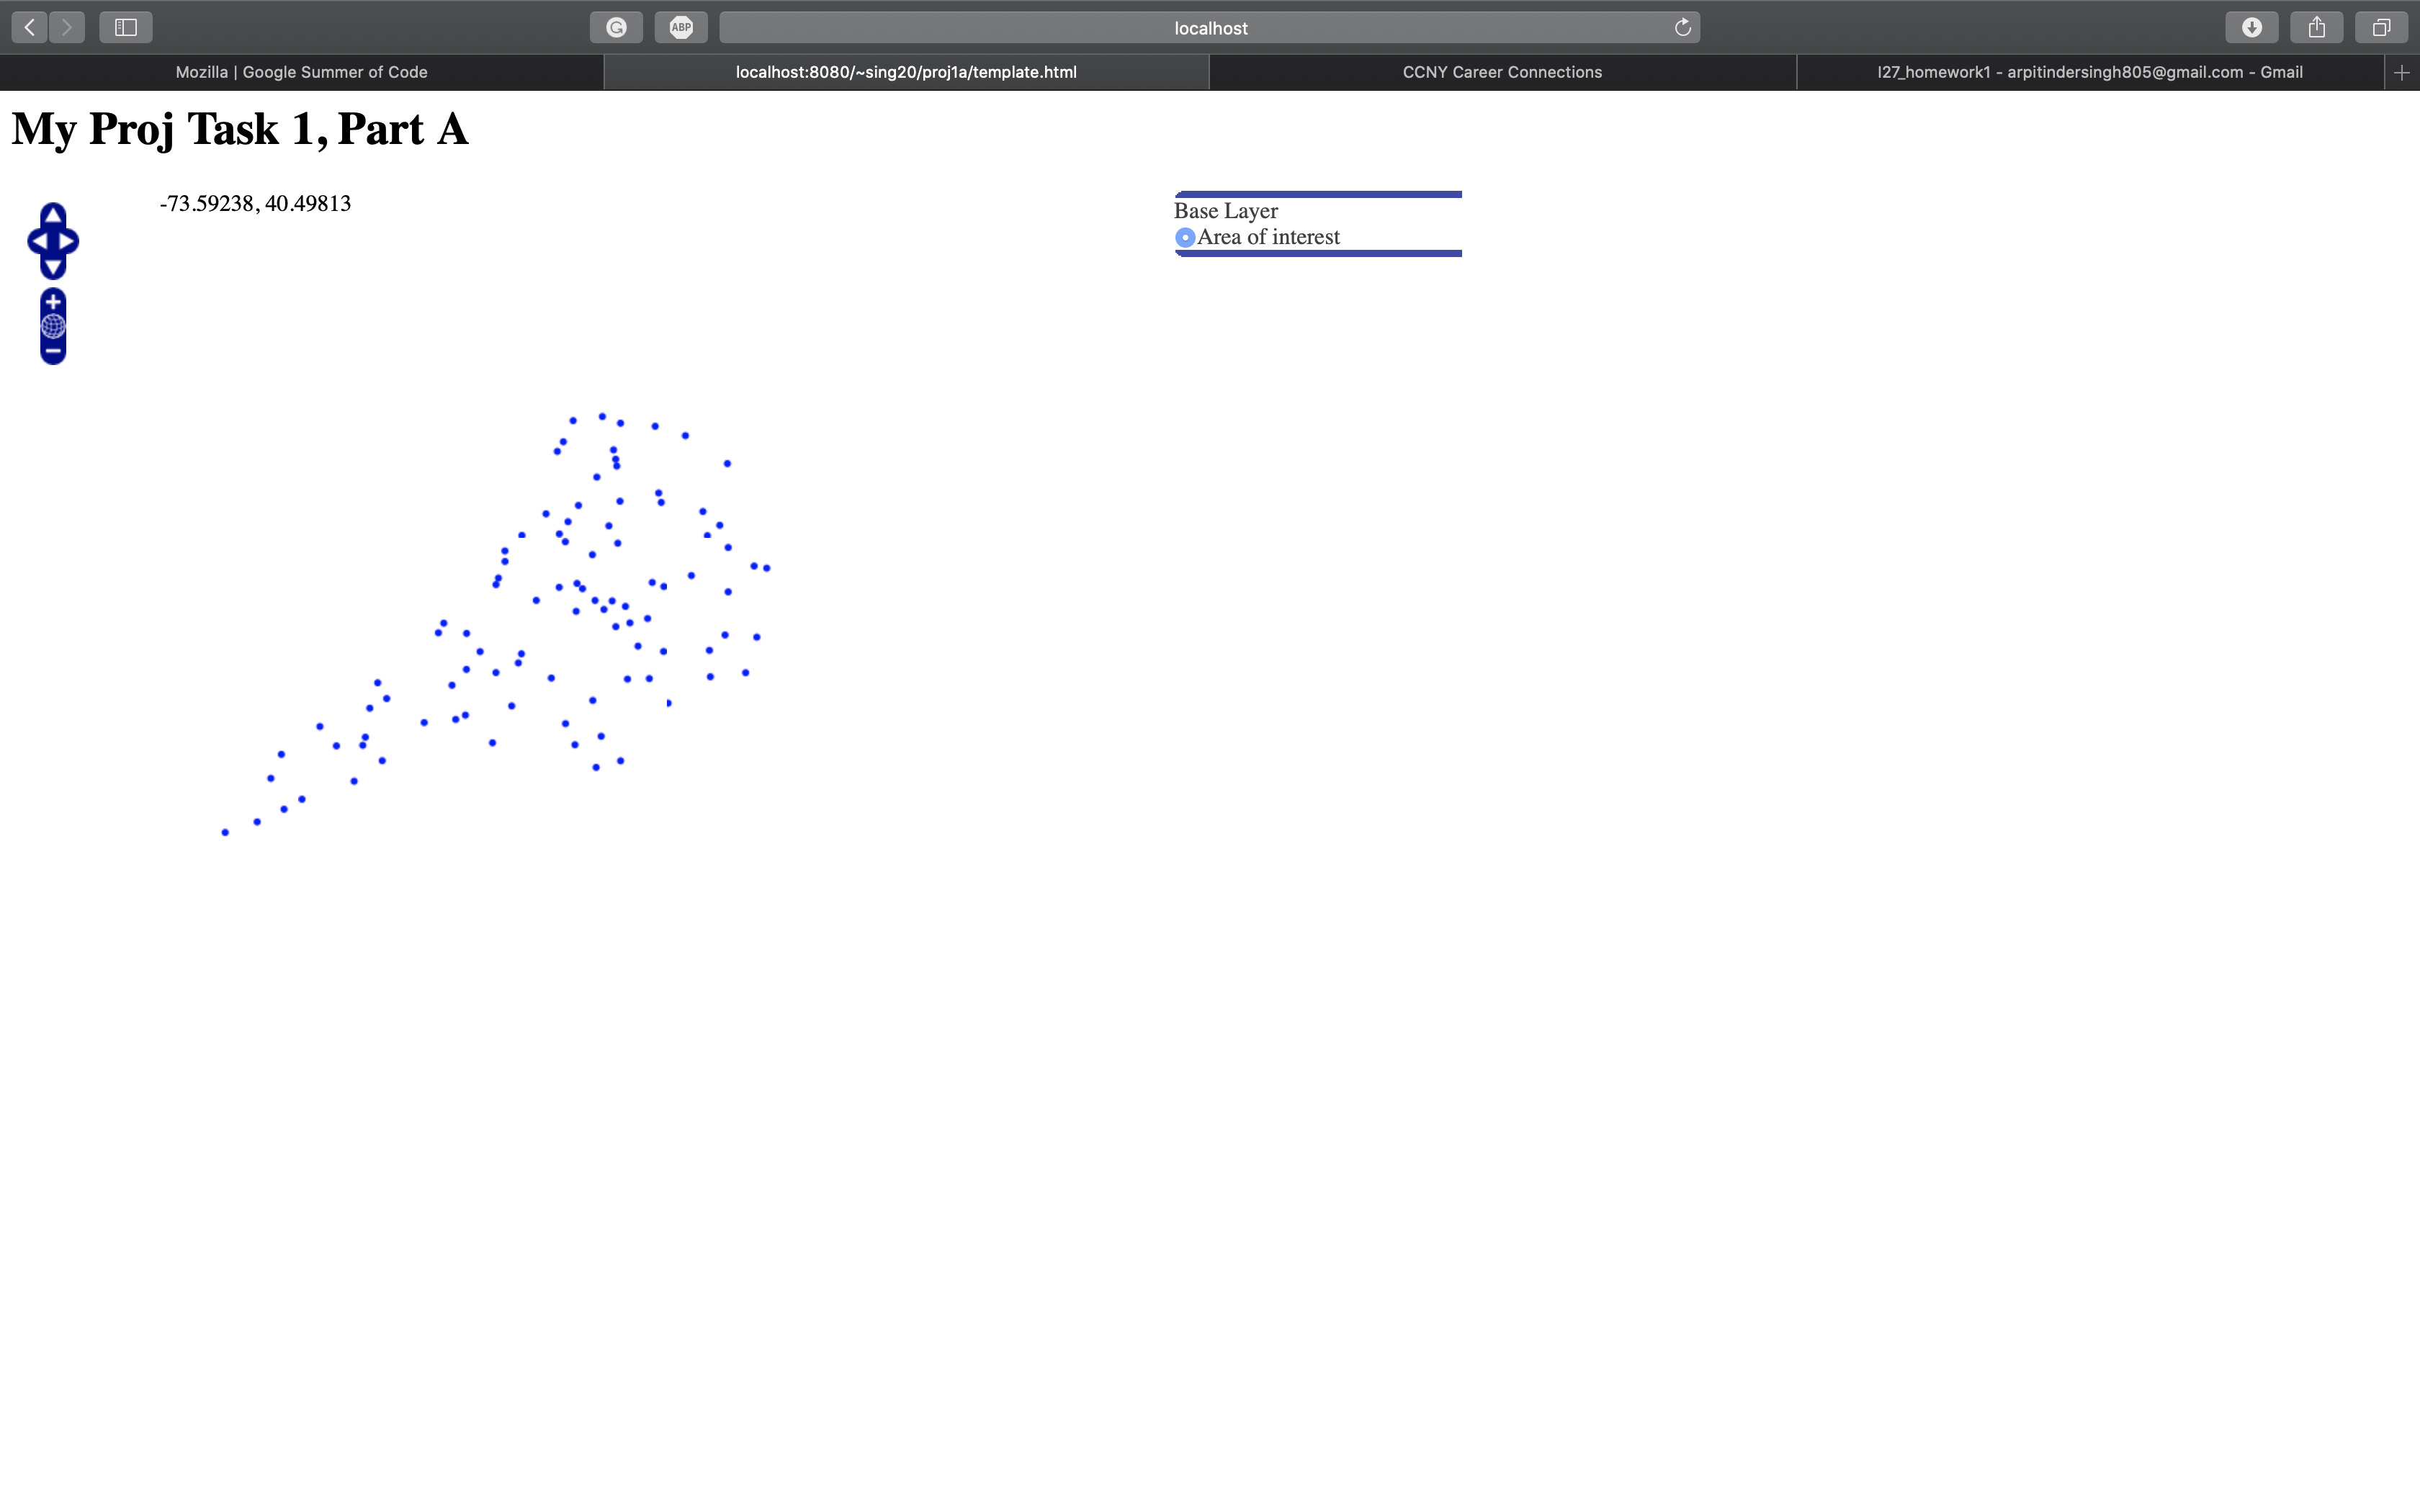 ABP
localhost
Mozilla | Google Summer of Code
localhost:8080/~sing20/proj1a/template.html
CCNY Career Connections
I27_homework1 - arpitindersingh805@gmail.com - Gmail
My Proj Task 1, Part A
-73.59238, 40.49813
Base Layer
Area of interest